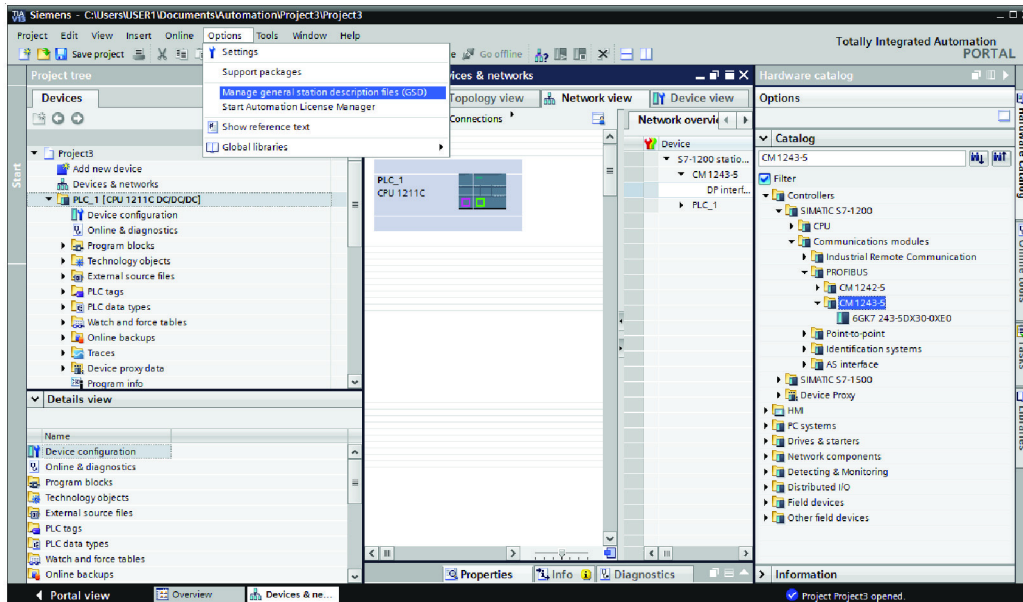 Siemens - C:\Users\USER1\Documents\Automation\Project3\Project3
Project Edit View Insert Online Options Tools Window Help
Totally Integrated Automation
PORTAL
Save project
Go offline
Settings
Support packages
Manage general station description files (GSD)
Start Automation License Manager
Show reference text
Global libraries
Project tree
Devices
Project3
Add new device
Devices & networks
PLC_1 [CPU 1211C DC/DC/DC]
Device configuration
Online & diagnostics
Program blocks
Technology objects
External source files
PLC tags
PLC data types
Watch and force tables
Online backups
Traces
Device proxy data
Program info
Details view
Name
Device configuration
Online & diagnostics
Program blocks
Technology objects
External source files
PLC tags
PLC data types
Watch and force tables
Online backups
Start
ices & networks
Topology view
Network view
Device view
Connections
PLC_1
CPU 1211C
Network overvi
Device
S7-1200 statio...
CM 1243-5
DP interf...
PLC_1
Properties
Info
Diagnostics
Hardware catalog
Options
Catalog
CM1243-5
Filter
Controllers
SIMATIC S7-1200
CPU
Communications modules
Industrial Remote Communication
PROFIBUS
CM 1242-5
CM 1243-5
6GK7 243-5DX30-0XE0
Point-to-point
Identification systems
AS interface
SIMATIC S7-1500
Device Proxy
HMI
PC systems
Drives & starters
Network components
Detecting & Monitoring
Distributed I/O
Field devices
Other field devices
Information
Hardware catalog
Online tools
Tasks
Libraries
Portal view
Overview
Devices & ne...
Project Project3 opened.